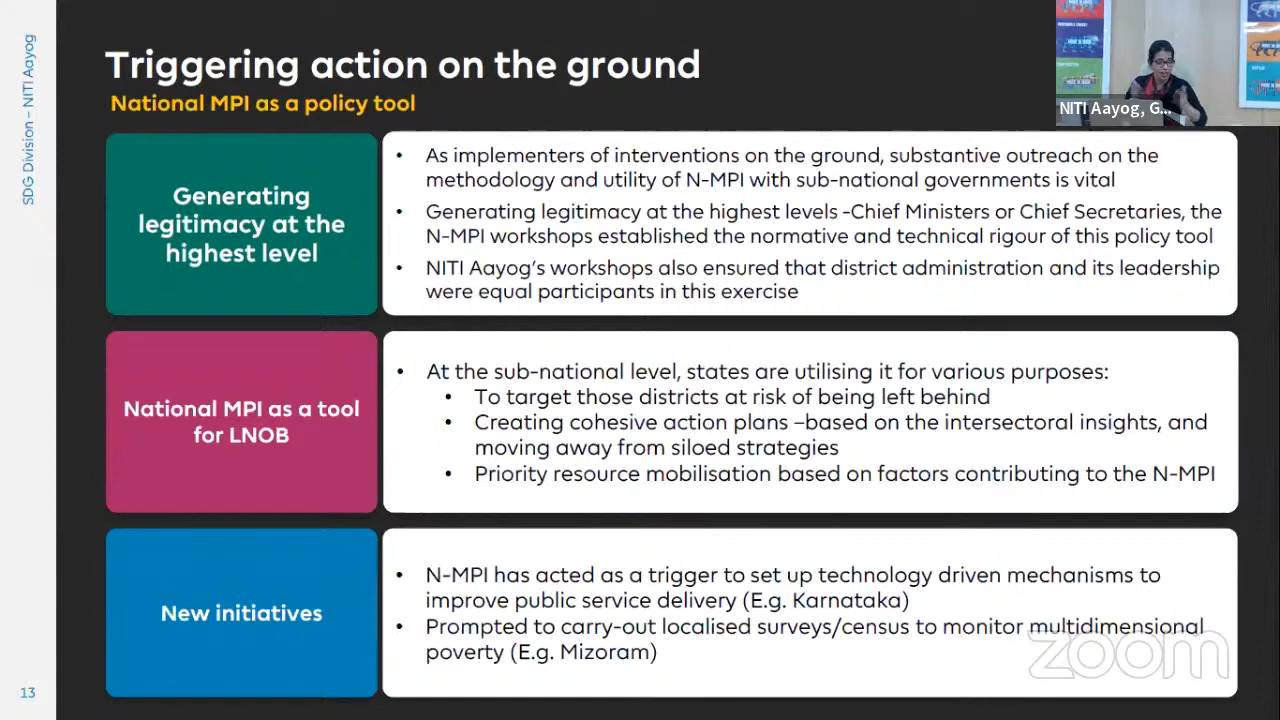 SDG Division – NITI Aayog
Triggering action on the ground
National MPI as a policy tool
NITI Aayog, G...
Generating
legitimacy at the
highest level
• As implementers of interventions on the ground, substantive outreach on the
methodology and utility of N-MPI with sub-national governments is vital
• Generating legitimacy at the highest levels -Chief Ministers or Chief Secretaries, the
N-MPI workshops established the normative and technical rigour of this policy tool
• NITI Aayog's workshops also ensured that district administration and its leadership
were equal participants in this exercise
National MPI as a tool
for LNOB
• At the sub-national level, states are utilising it for various purposes:
• To target those districts at risk of being left behind
• Creating cohesive action plans –based on the intersectoral insights, and
moving away from siloed strategies
• Priority resource mobilisation based on factors contributing to the N-MPI
New initiatives
• N-MPI has acted as a trigger to set up technology driven mechanisms to
improve public service delivery (E.g. Karnataka)
• Prompted to carry-out localised surveys/census to monitor multidimensional
poverty (E.g. Mizoram)
zoom
13